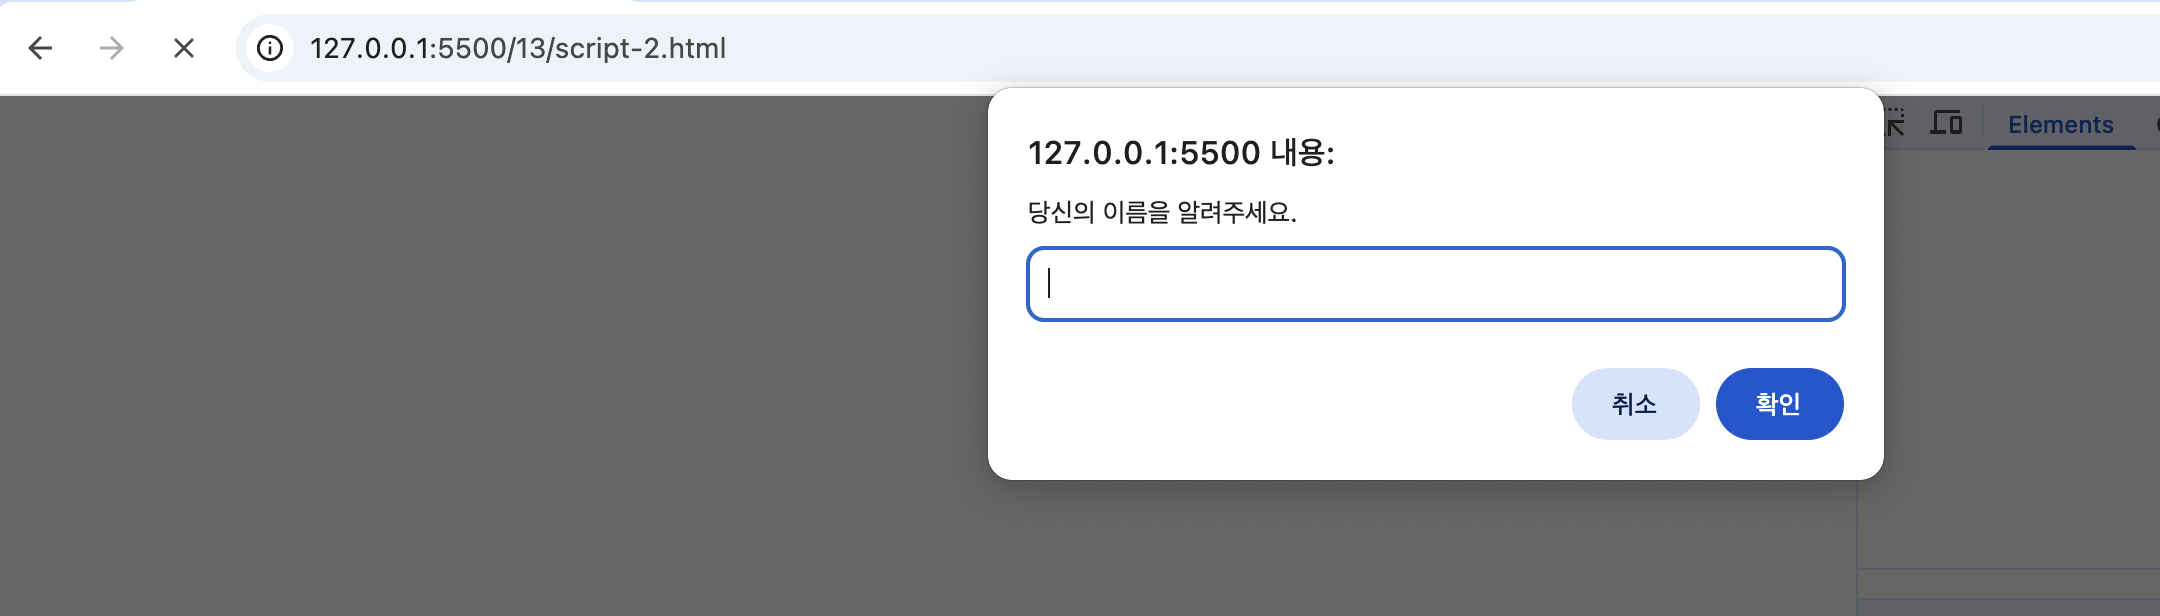 127.0.0.1:5500/13/script-2.html
Elements
127.0.0.1:5500 내용:
당신의 이름을 알려주세요.
취소
확인